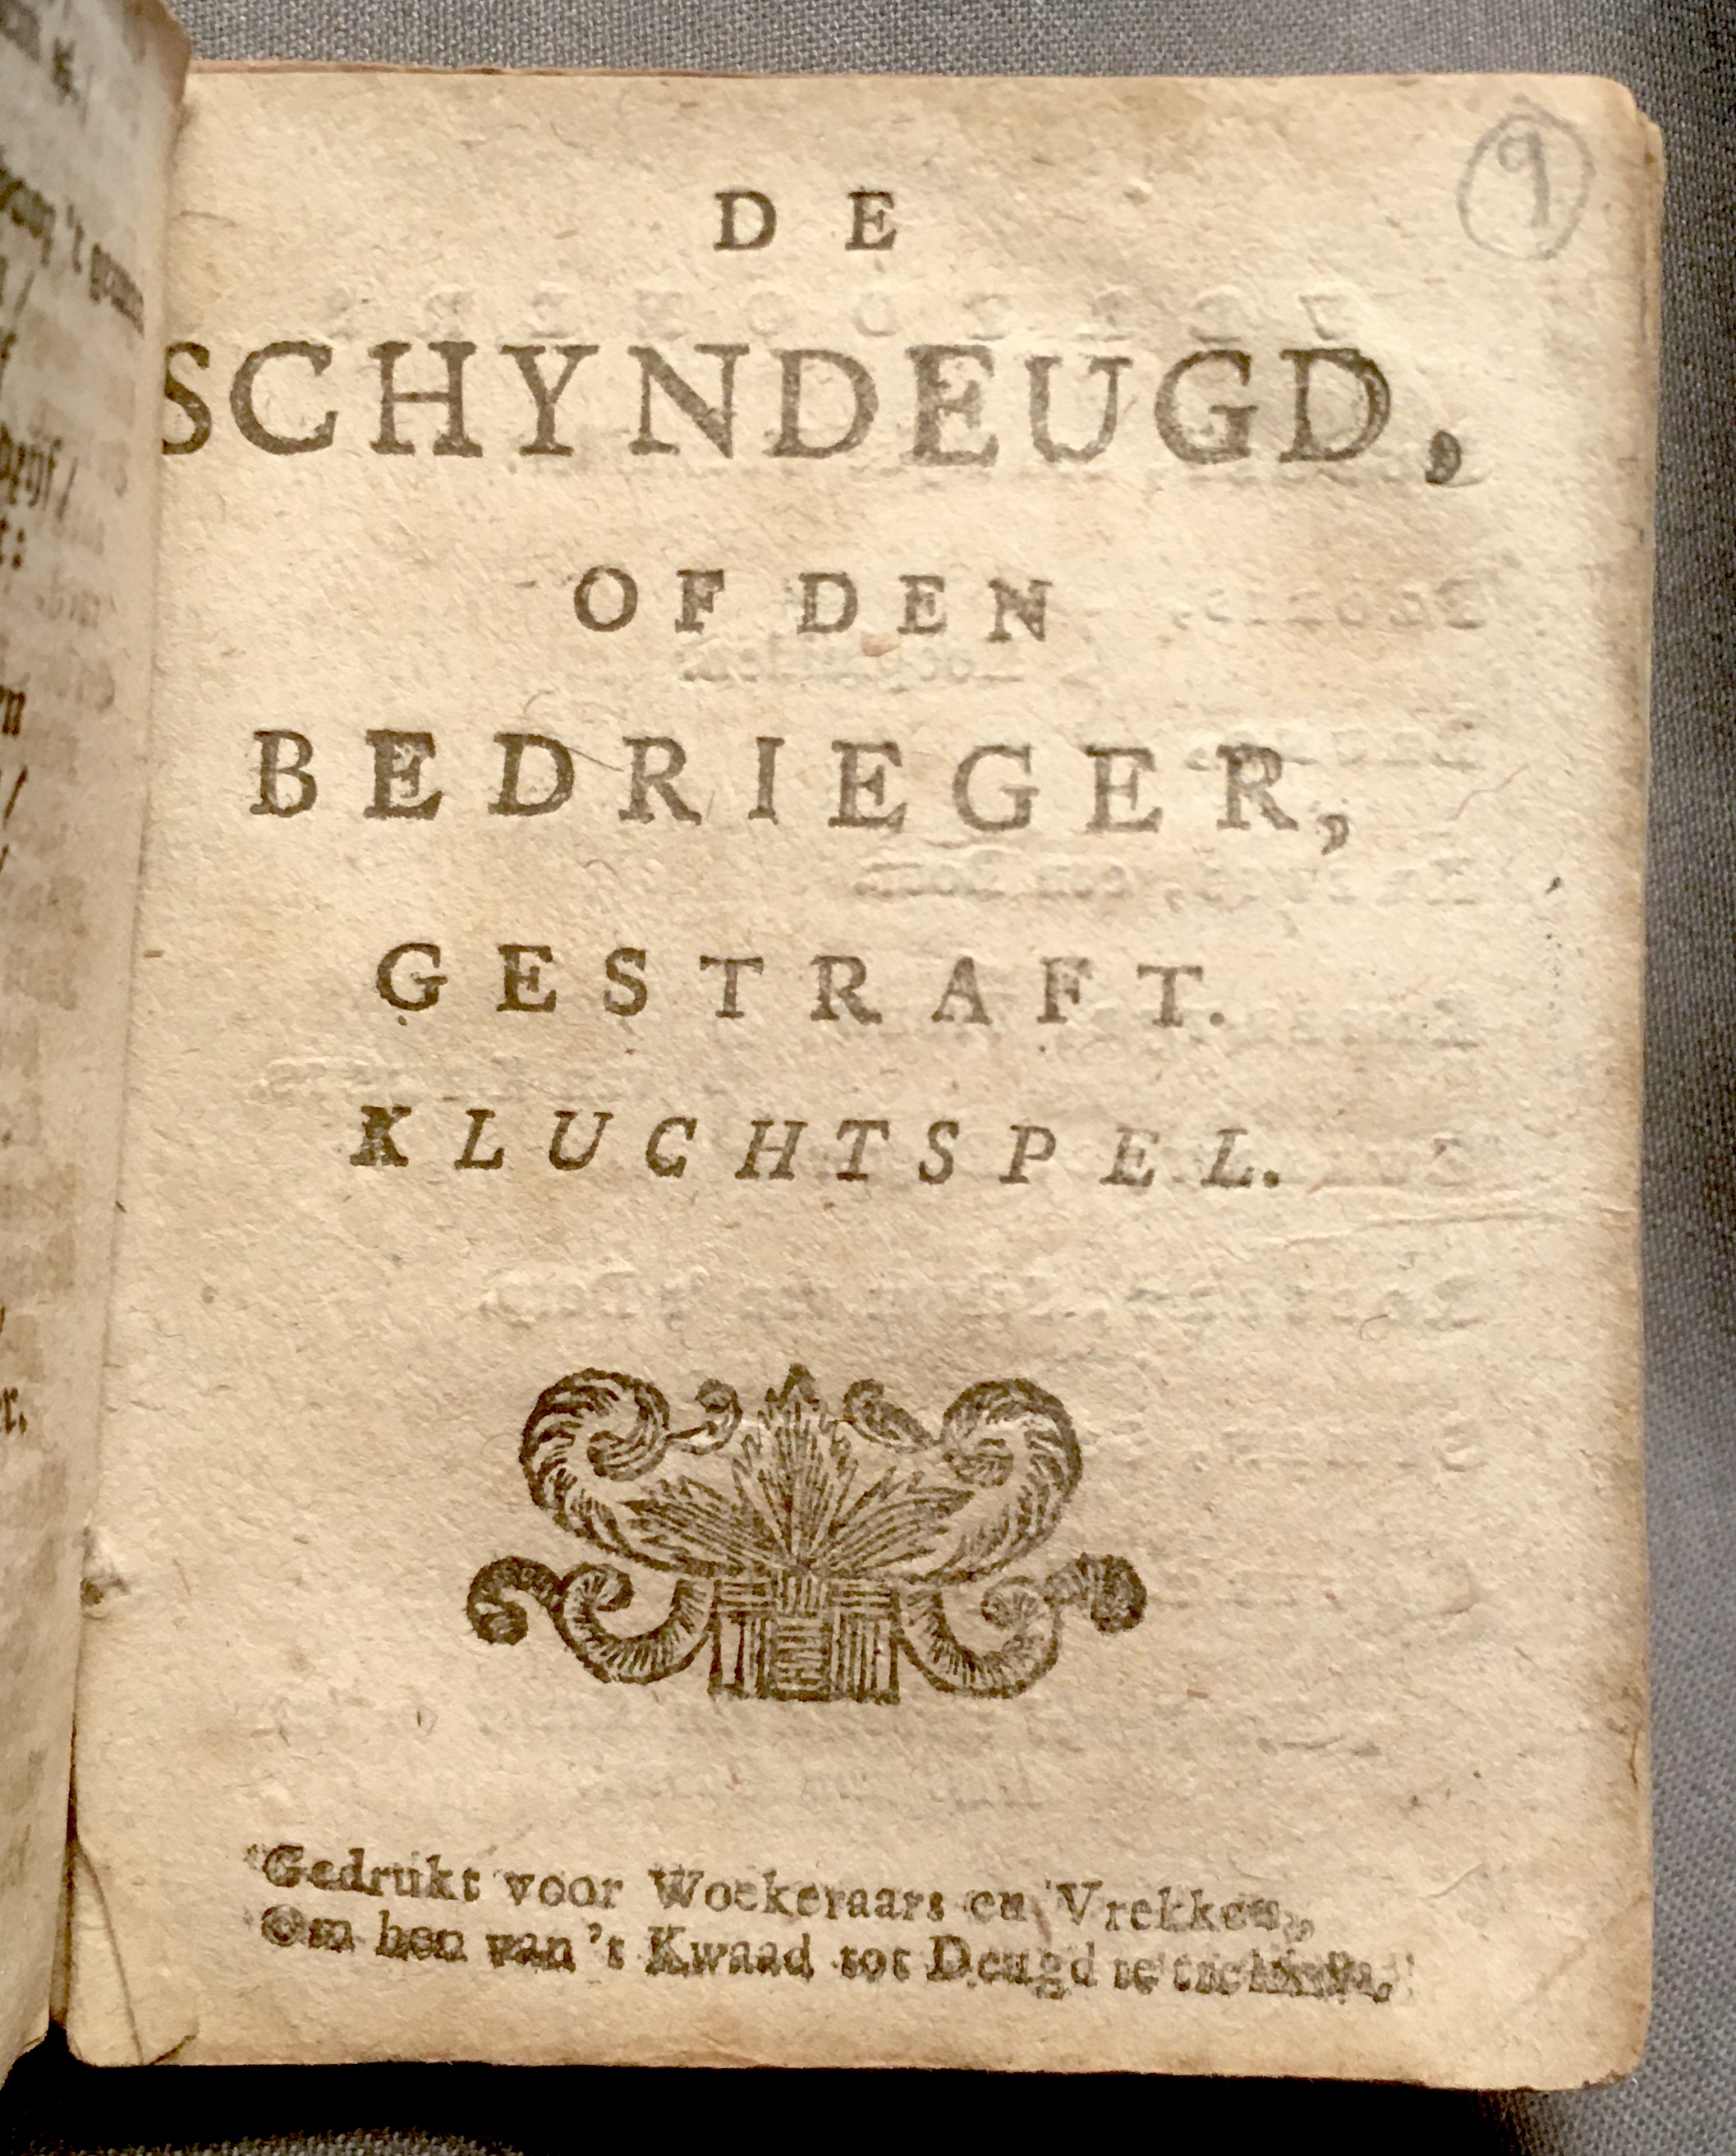 9
DE
SCHYNDEUGD,
OF DEN
BEDRIEGER,
GESTRAFT.
KLUCHTSPEL.
Gedrukt voor Woekeraars en Vrekken,
Om hen van 't Kwaad tot Deugd te trekken.